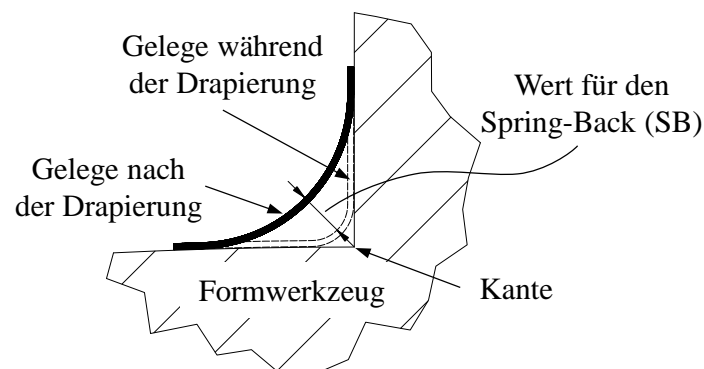 Gelege während
der Drapierung
Wert für den
Spring-Back (SB)
Gelege nach
der Drapierung
Formwerkzeug
Kante